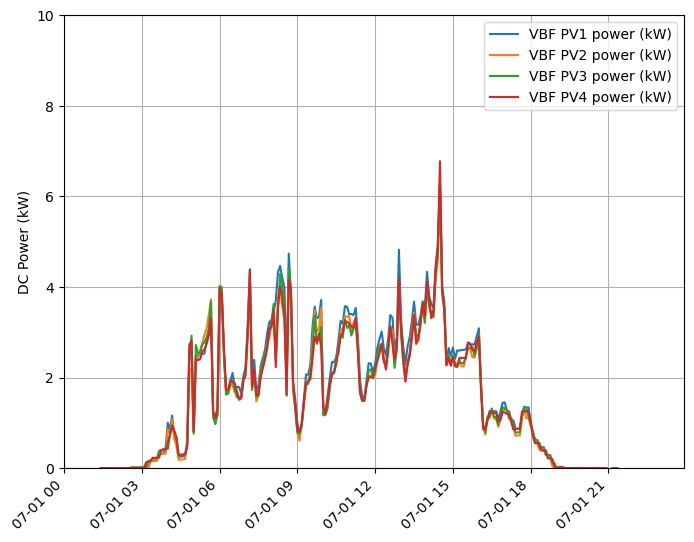 10
8
6
4
2
0
DC Power (kW)
VBF PV1 power (kW)
VBF PV2 power (kW)
VBF PV3 power (kW)
VBF PV4 power (kW)
07-01 00
07-01 03
07-01 06
07-01 09
07-01 12
07-01 15
07-01 18
07-01 21